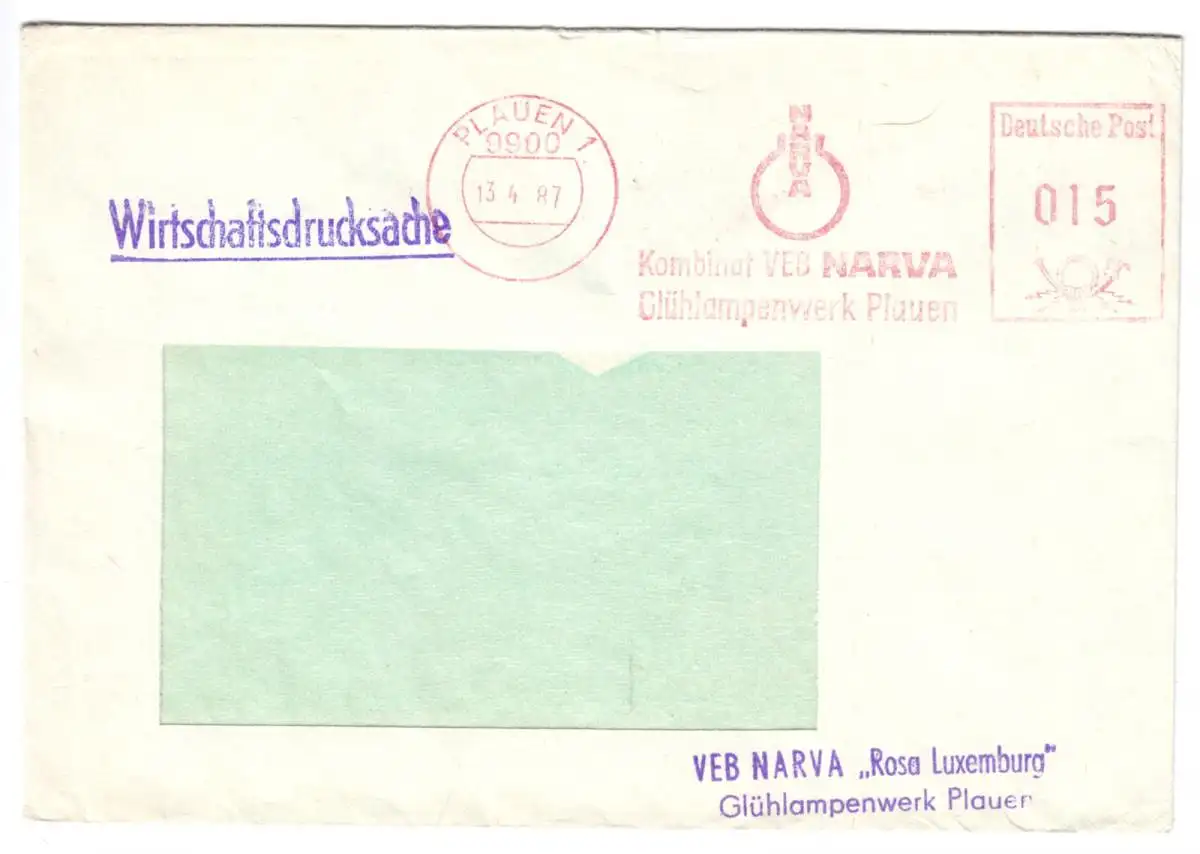 PLAUEN 1
9900
13 4 87
NARVA
Deutsche Post
015
Wirtschaftsdrucksache
Kombinat VEB NARVA
Glühlampenwerk Plauen
VEB NARVA „Rosa Luxemburg"
Glühlampenwerk Plauen